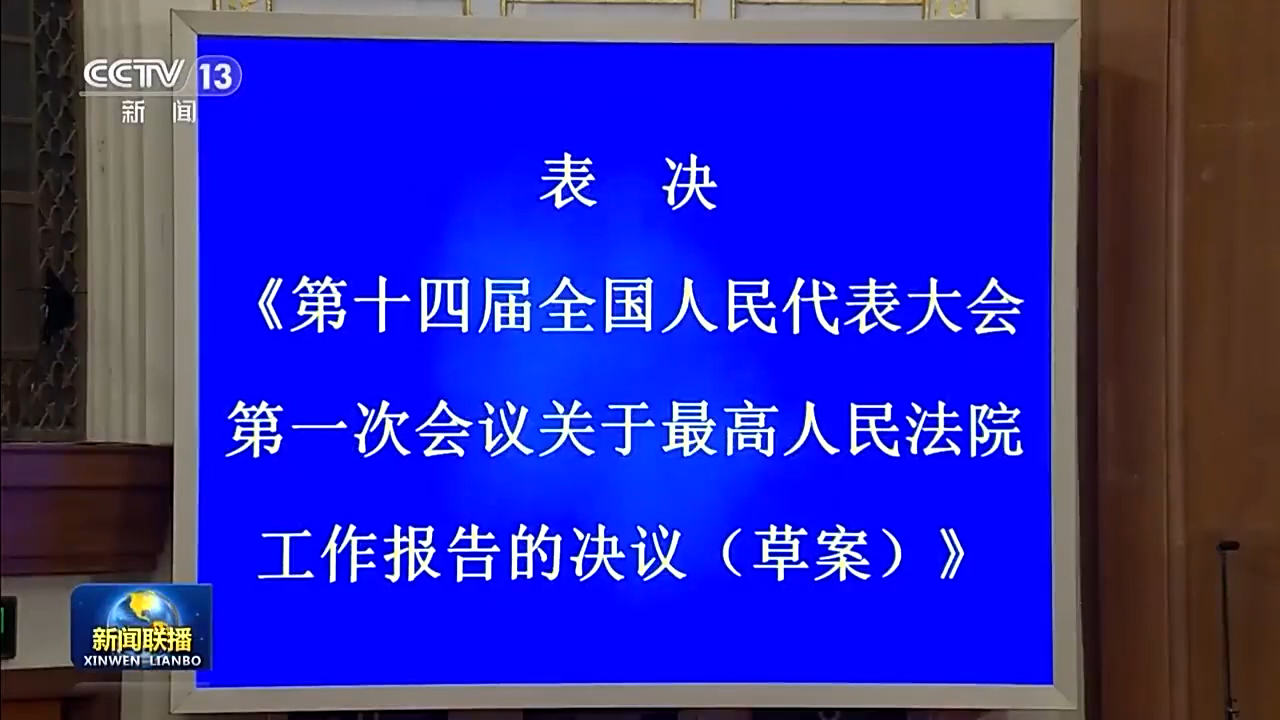 CCTV 13
新闻
表决
《第十四届全国人民代表大会
第一次会议关于最高人民法院
工作报告的决议（草案）》
新闻联播
XINWEN LIANBO